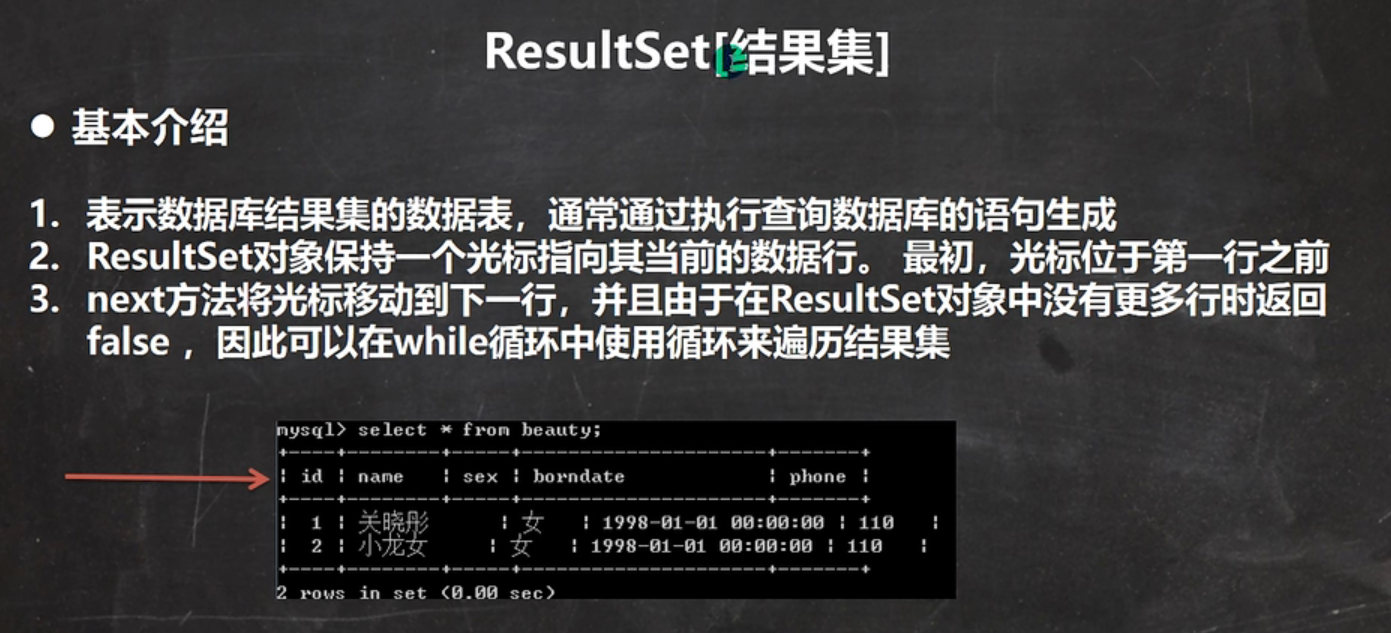 ResultSet[结果集]
● 基本介绍
1. 表示数据库结果集的数据表，通常通过执行查询数据库的语句生成
2. ResultSet对象保持一个光标指向其当前的数据行。 最初，光标位于第一行之前
3. next方法将光标移动到下一行，并且由于在ResultSet对象中没有更多行时返回
false ，因此可以在while循环中使用循环来遍历结果集
mysql> select * from beauty;
+----+--------+-----+---------------------+-------+
| id | name | sex | borndate | phone |
+----+--------+-----+---------------------+-------+
| 1 | 关晓彤 | 女 | 1998-01-01 00:00:00 | 110 |
| 2 | 小龙女 | 女 | 1998-01-01 00:00:00 | 110 |
+----+--------+-----+---------------------+-------+
2 rows in set (0.00 sec)